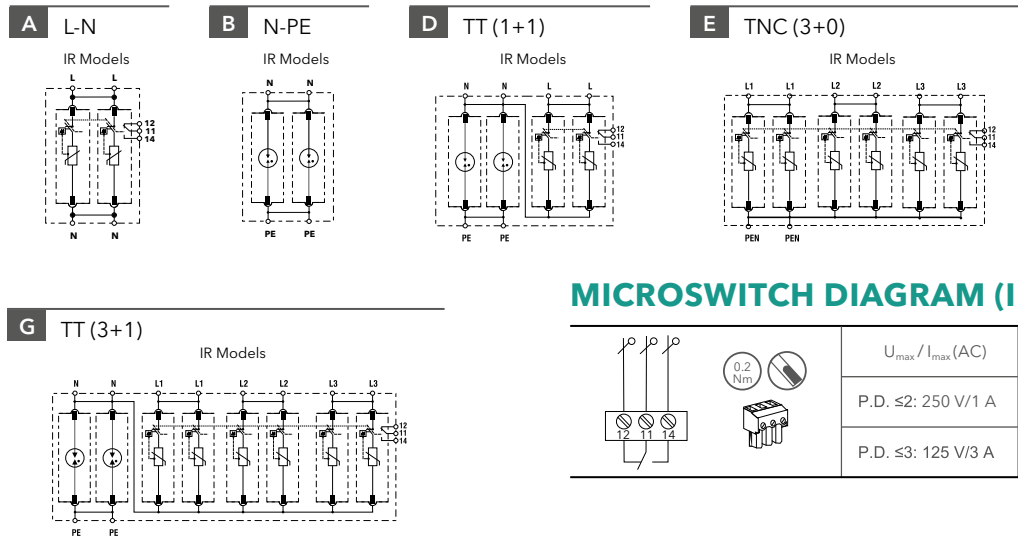 A L-N
IR Models
L L
12
11
14
N N
B N-PE
IR Models
N N
PE PE
D TT (1+1)
IR Models
N N L L
12
11
14
PE PE
E TNC (3+0)
IR Models
L1 L1 L2 L2 L3 L3
12
11
14
PEN PEN
G TT (3+1)
IR Models
N N L1 L1 L2 L2 L3 L3
12
11
14
PE PE
MICROSWITCH DIAGRAM (I
12 11 14
0.2
Nm
Umax / Imax (AC)
P.D. ≤2: 250 V/1 A
P.D. ≤3: 125 V/3 A